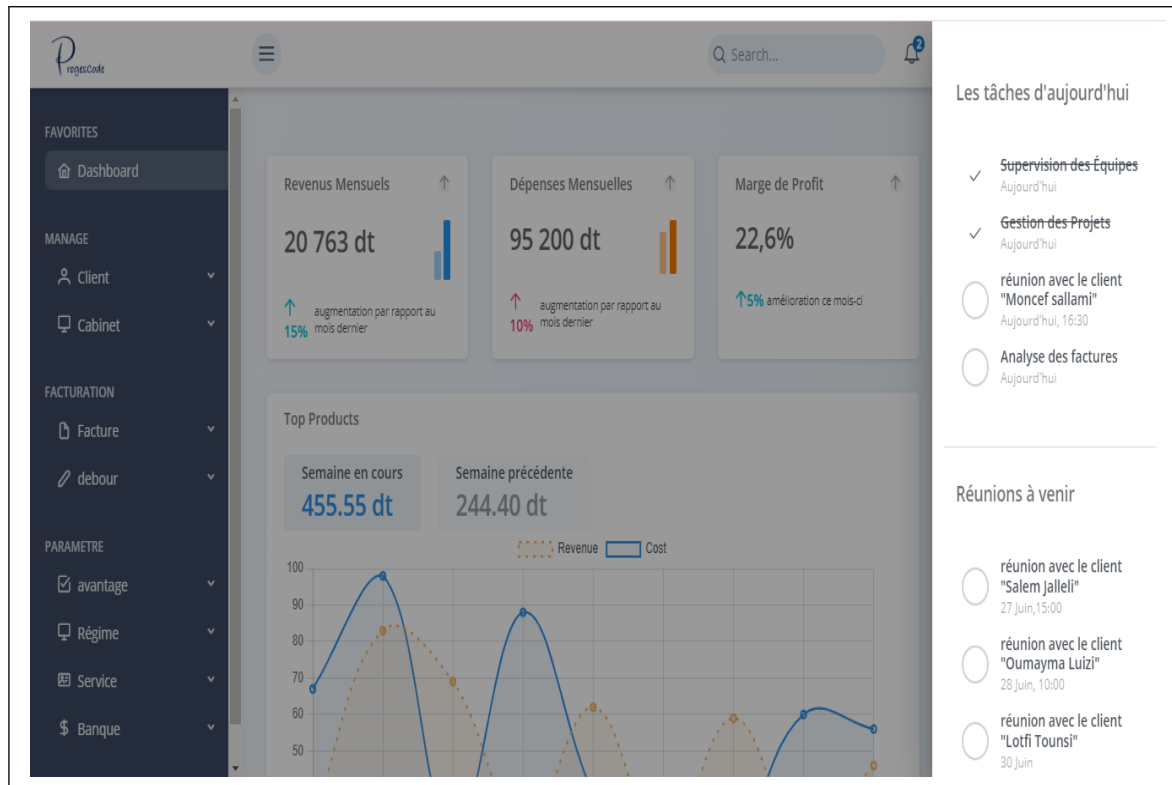 ProgesCode
Search...
2
FAVORITES
Dashboard
MANAGE
Client
Cabinet
FACTURATION
Facture
debour
PARAMETRE
avantage
Régime
Service
$ Banque
Revenus Mensuels
20 763 dt
augmentation par rapport au
15% mois dernier
Dépenses Mensuelles
95 200 dt
augmentation par rapport au
10% mois dernier
Marge de Profit
22,6%
5% amélioration ce mois-ci
Top Products
Semaine en cours
455.55 dt
Semaine précédente
244.40 dt
Revenue Cost
100
90
80
70
60
50
Les tâches d'aujourd'hui
Supervision des Équipes
Aujourd'hui
Gestion des Projets
Aujourd'hui
réunion avec le client
"Moncef sallami"
Aujourd'hui, 16:30
Analyse des factures
Aujourd'hui
Réunions à venir
réunion avec le client
"Salem Jalleli"
27 Juin,15:00
réunion avec le client
"Oumayma Luizi"
28 Juin, 10:00
réunion avec le client
"Lotfi Tounsi"
30 Juin